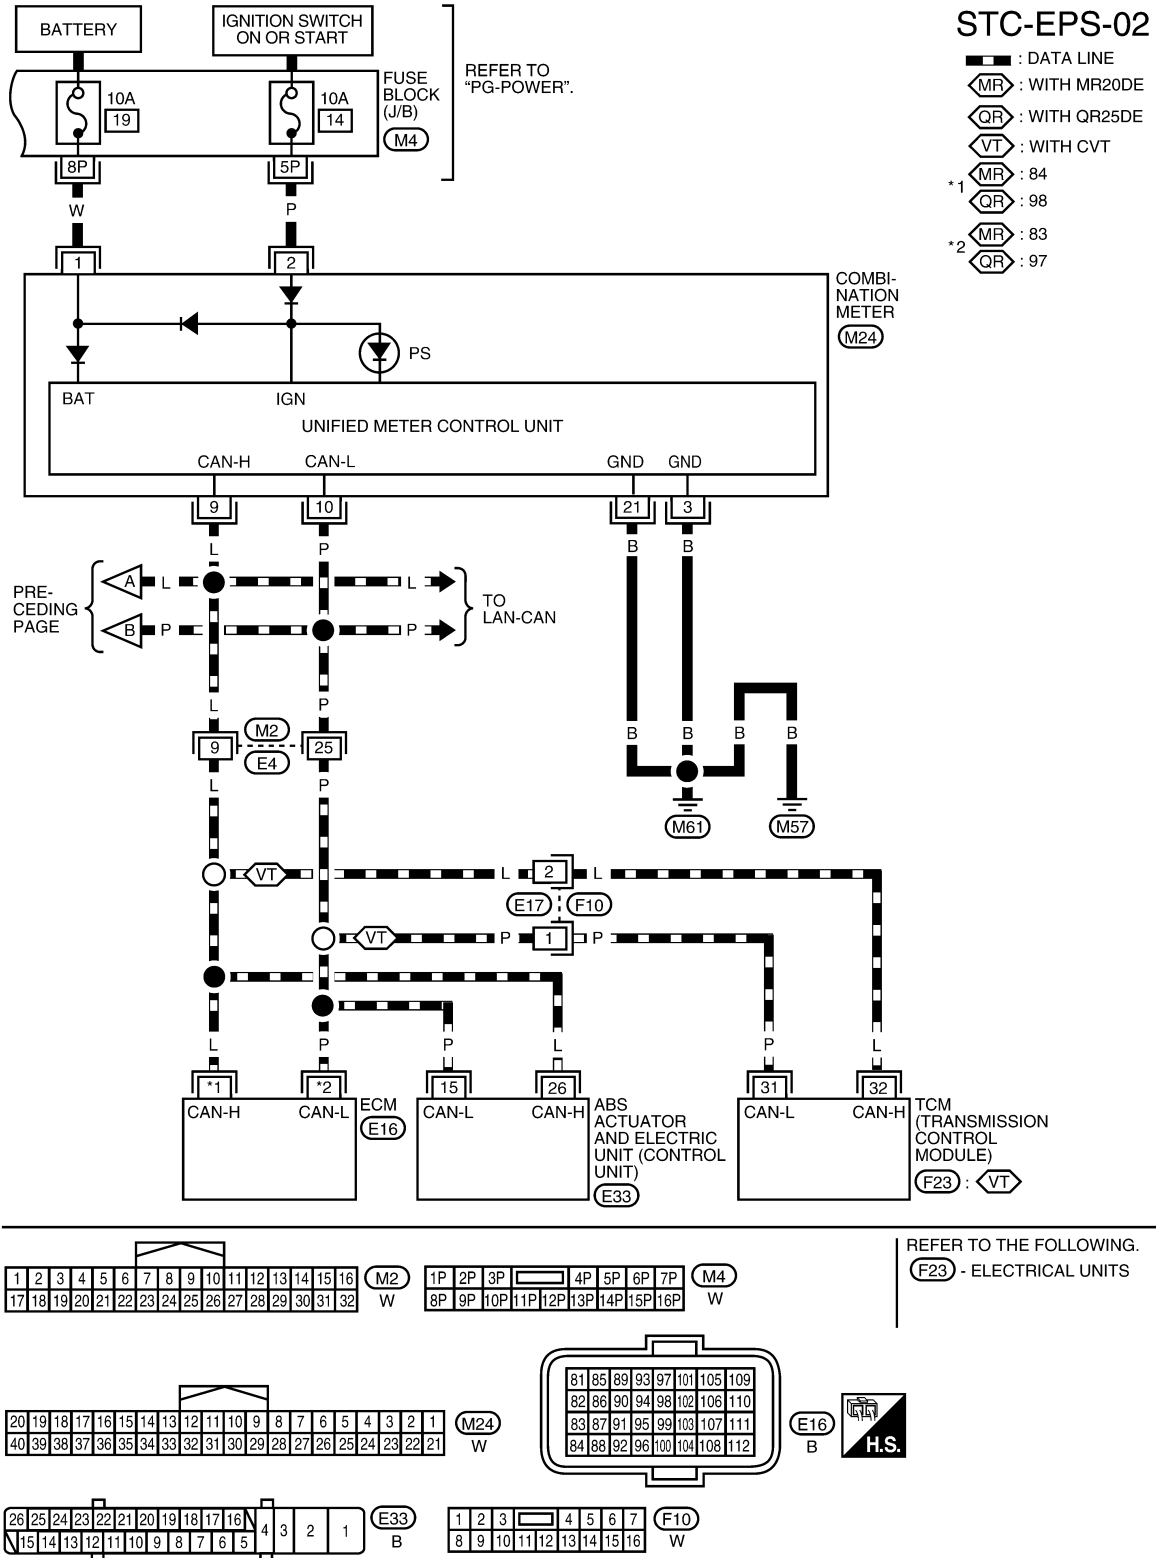 STC-EPS-02
: DATA LINE
MR : WITH MR20DE
QR : WITH QR25DE
VT : WITH CVT
*1 MR : 84
QR : 98
*2 MR : 83
QR : 97
BATTERY
IGNITION SWITCH
ON OR START
REFER TO
“PG-POWER”.
10A
19
10A
14
FUSE
BLOCK
(J/B)
M4
8P
5P
W
P
1
2
COMBI-
NATION
METER
M24
PS
BAT
IGN
UNIFIED METER CONTROL UNIT
CAN-H
CAN-L
GND
GND
9
10
21
3
L
P
B
B
PRE-
CEDING
PAGE
A L
L
B P
P
TO
LAN-CAN
L
P
B
B
B
B
9
M2
E4
25
L
P
M61
M57
VT
L
2
L
E17
F10
VT
P
1
P
L
P
P
L
P
L
*1
*2
15
26
31
32
CAN-H
CAN-L
ECM
E16
CAN-L
CAN-H
ABS
ACTUATOR
AND ELECTRIC
UNIT (CONTROL
UNIT)
E33
CAN-L
CAN-H
TCM
(TRANSMISSION
CONTROL
MODULE)
F23 : VT
REFER TO THE FOLLOWING.
F23 - ELECTRICAL UNITS
1 2 3 4 5 6 7 8 9 10 11 12 13 14 15 16
17 18 19 20 21 22 23 24 25 26 27 28 29 30 31 32
M2
W
1P 2P 3P 4P 5P 6P 7P
8P 9P 10P 11P 12P 13P 14P 15P 16P
M4
W
20 19 18 17 16 15 14 13 12 11 10 9 8 7 6 5 4 3 2 1
40 39 38 37 36 35 34 33 32 31 30 29 28 27 26 25 24 23 22 21
M24
W
81 85 89 93 97 101 105 109
82 86 90 94 98 102 106 110
83 87 91 95 99 103 107 111
84 88 92 96 100 104 108 112
E16
B
H.S.
26 25 24 23 22 21 20 19 18 17 16
15 14 13 12 11 10 9 8 7 6 5
4 3 2 1
E33
B
1 2 3 4 5 6 7
8 9 10 11 12 13 14 15 16
F10
W